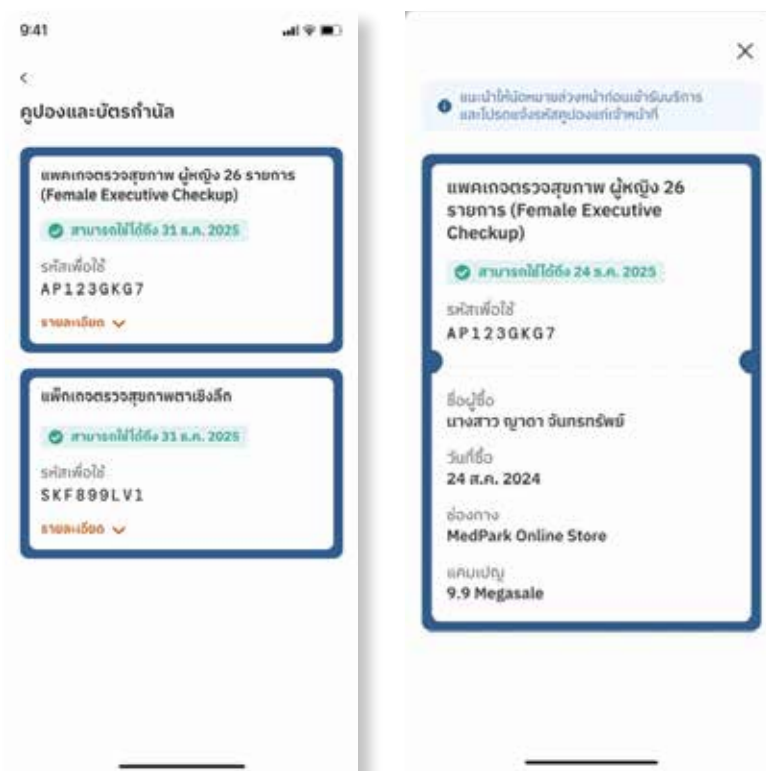 9:41
คูปองและบัตรกำนัล
แพคเกจตรวจสุขภาพ ผู้หญิง 26 รายการ
(Female Executive Checkup)
สามารถใช้ได้ถึง 31 ธ.ค. 2025
รหัสเพื่อใช้
AP123GKG7
รายละเอียด
แพ็กเกจตรวจสุขภาพตาเชิงลึก
สามารถใช้ได้ถึง 31 ธ.ค. 2025
รหัสเพื่อใช้
SKF899LV1
รายละเอียด
แนะนำให้นัดหมายล่วงหน้าก่อนเข้ารับบริการ
และโปรดแจ้งรหัสคูปองแก่เจ้าหน้าที่
แพคเกจตรวจสุขภาพ ผู้หญิง 26
รายการ (Female Executive
Checkup)
สามารถใช้ได้ถึง 24 ธ.ค. 2025
รหัสเพื่อใช้
AP123GKG7
ชื่อผู้ซื้อ
นางสาว ญาดา จันทรทรัพย์
วันที่ซื้อ
24 ส.ค. 2024
ช่องทาง
MedPark Online Store
แคมเปญ
9.9 Megasale